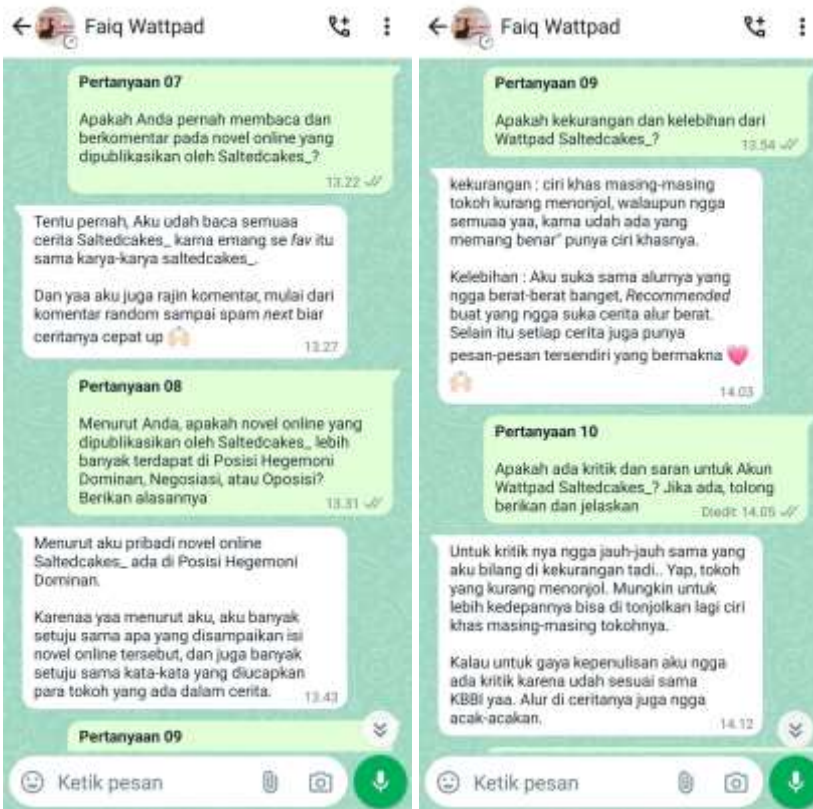 Faiq Wattpad
Pertanyaan 07
Apakah Anda pernah membaca dan
berkomentar pada novel online yang
dipublikasikan oleh Saltedcakes_?
13.22
Tentu pernah, Aku udah baca semuaa
cerita Saltedcakes_ karna emang se fav itu
sama karya-karya saltedcakes_.
Dan yaa aku juga rajin komentar, mulai dari
komentar random sampai spam next biar
ceritanya cepat up 🙌🏻
13.27
Pertanyaan 08
Menurut Anda, apakah novel online yang
dipublikasikan oleh Saltedcakes_ lebih
banyak terdapat di Posisi Hegemoni
Dominan, Negosiasi, atau Oposisi?
Berikan alasannya
13.31
Menurut aku pribadi novel online
Saltedcakes_ ada di Posisi Hegemoni
Dominan.
Karenaa yaa menurut aku, aku banyak
setuju sama apa yang disampaikan isi
novel online tersebut, dan juga banyak
setuju sama kata-kata yang diucapkan
para tokoh yang ada dalam cerita.
13.43
Pertanyaan 09
Ketik pesan
Faiq Wattpad
Pertanyaan 09
Apakah kekurangan dan kelebihan dari
Wattpad Saltedcakes_?
13.54
kekurangan : ciri khas masing-masing
tokoh kurang menonjol, walaupun ngga
semuaa yaa, karna udah ada yang
memang benar" punya ciri khasnya.
Kelebihan : Aku suka sama alurnya yang
ngga berat-berat banget, Recommended
buat yang ngga suka cerita alur berat.
Selain itu setiap cerita juga punya
pesan-pesan tersendiri yang bermakna 💗
🙌🏻
14.03
Pertanyaan 10
Apakah ada kritik dan saran untuk Akun
Wattpad Saltedcakes_? Jika ada, tolong
berikan dan jelaskan
Diedit 14.05
Untuk kritik nya ngga jauh-jauh sama yang
aku bilang di kekurangan tadi.. Yap, tokoh
yang kurang menonjol. Mungkin untuk
lebih kedepannya bisa di tonjolkan lagi ciri
khas masing-masing tokohnya.
Kalau untuk gaya kepenulisan aku ngga
ada kritik karena udah sesuai sama
KBBI yaa. Alur di ceritanya juga ngga
acak-acakan.
14.12
Ketik pesan